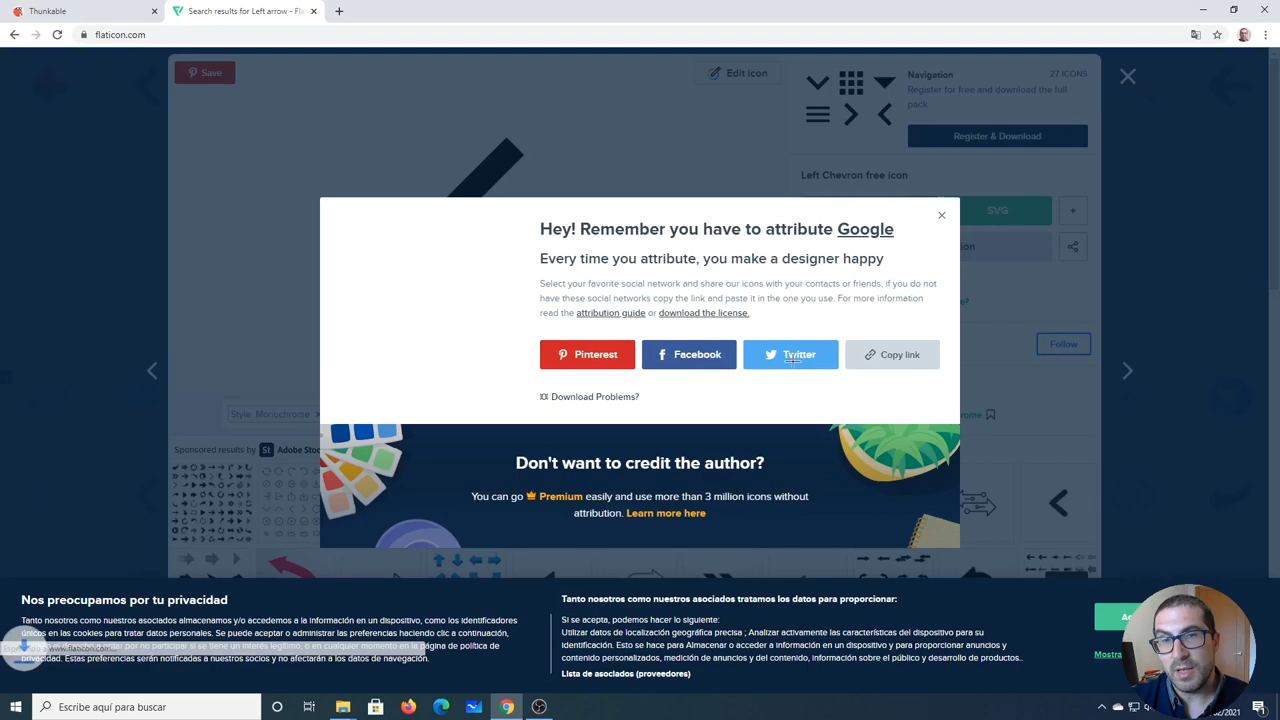 Thunkable
Search results for Left arrow - Fla
flaticon.com
Save
Edit icon
Navigation
27 ICONS
Register for free and download the full
pack
Register & Download
Left Chevron free icon
SVG
Hey! Remember you have to attribute Google
Every time you attribute, you make a designer happy
Select your favorite social network and share our icons with your contacts or friends, if you do not
have these social networks copy the link and paste it in the one you use. For more information
read the attribution guide or download the license.
Pinterest
Facebook
Twitter
Copy link
Download Problems?
Follow
Style: Monochrome
Sponsored results by St Adobe Stoc
Don't want to credit the author?
You can go Premium easily and use more than 3 million icons without
attribution. Learn more here
Nos preocupamos por tu privacidad
Tanto nosotros como nuestros asociados almacenamos y/o accedemos a la información de un dispositivo, como los identificadores
únicos en las cookies para tratar datos personales. Se puede aceptar o administrar las preferencias haciendo clic a continuación,
privacidad. Estas preferencias serán notificadas a nuestros socios y no afectarán a los datos de navegación.
Tanto nosotros como nuestros asociados tratamos los datos para proporcionar:
Si se acepta, podemos hacer lo siguiente:
Utilizar datos de localización geográfica precisa ; Analizar activamente las características del dispositivo para su
identificación. Esto se hace para Almacenar o acceder a información en un dispositivo y para proporcionar anuncios y
contenido personalizados, medición de anuncios y del contenido, información sobre el público y desarrollo de productos..
Lista de asociados (proveedores)
Escribe aquí para buscar